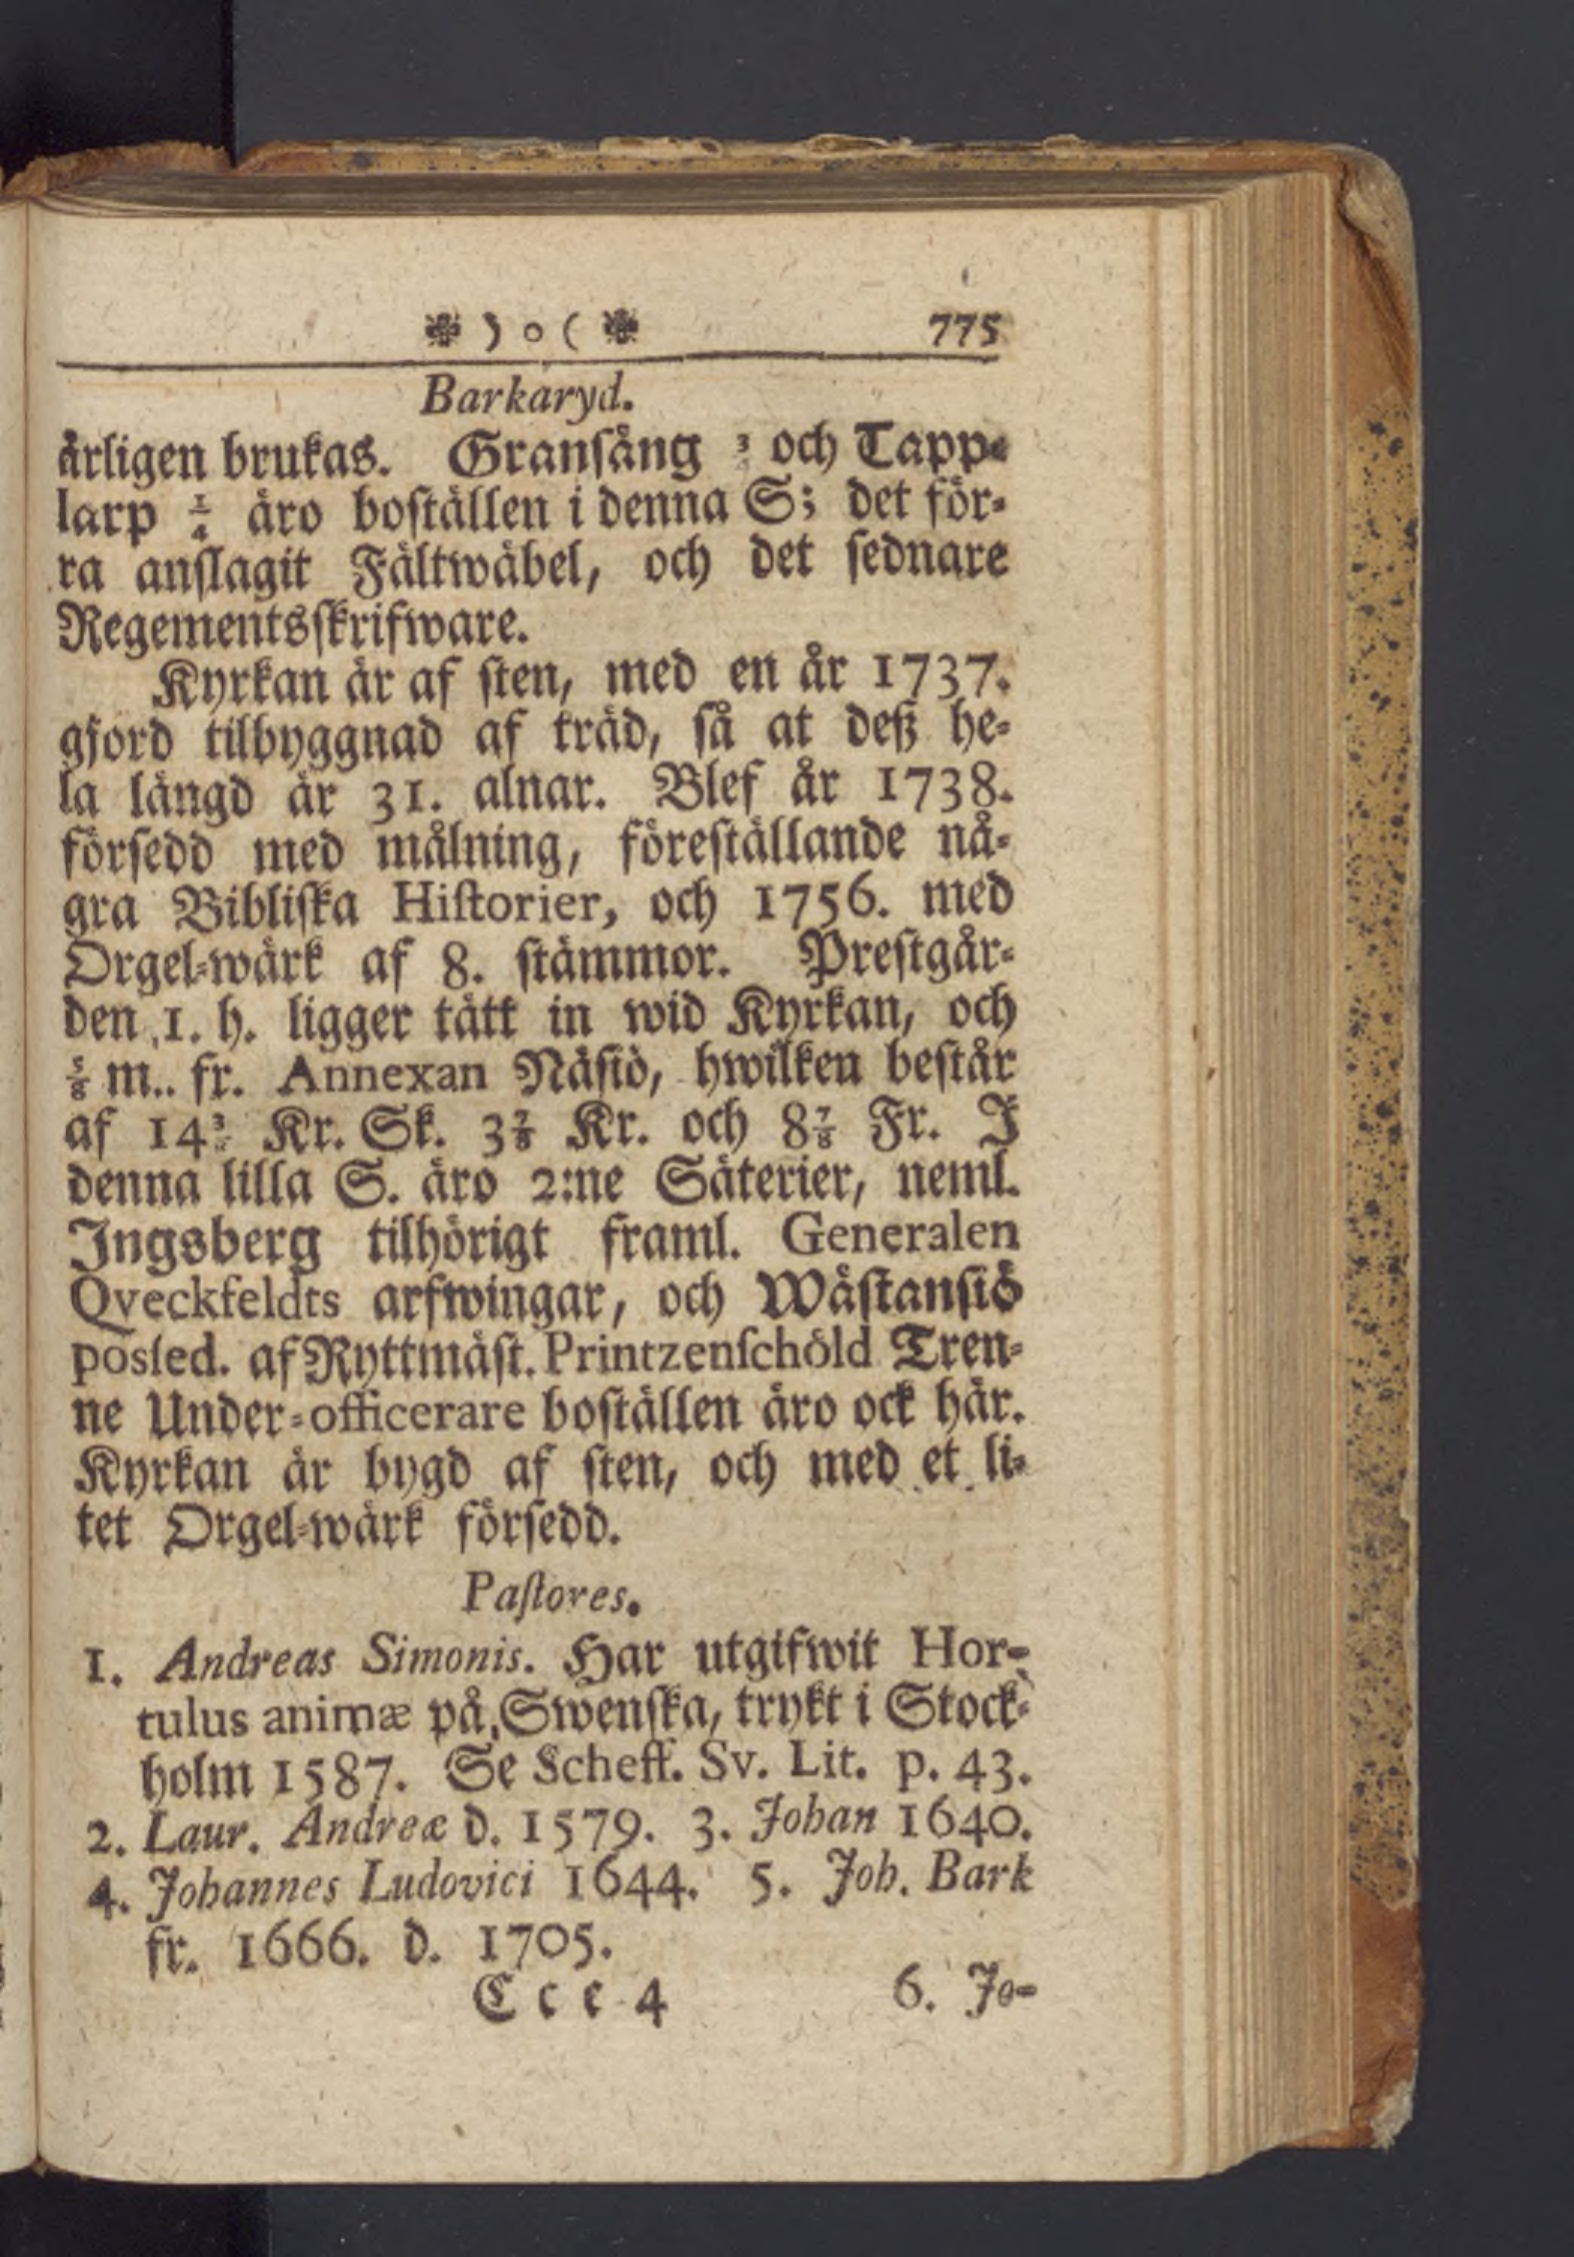 ❋ ) o ( ❋ 775
Barkaryd.
årligen brukas. Gransäng och Tapp-
larp 1/4 äro boställen i denna S; det för-
ra anslagit Fältwäbel, och det sednare
Regementsskrifware.
Kyrkan är af sten, med en år 1737.
gjord tilbyggnad af träd, så at deß he-
la längd är 31. alnar. Blef år 1738.
försedd med målning, föreställande nå-
gra Bibliska Historier, och 1756. med
Orgel-wärk af 8. stämmor. Prestgår-
den 1. h. ligger tätt in wid Kyrkan, och
5/8 m.. fr. Annexan Näsiö, hwilken består
af 14 Kr. Sk. 3 Kr. och 8 7/8 Fr. I
denna lilla S. äro 2:ne Säterier, neml.
Ingsberg tilhörigt framl. Generalen
Qveckfeldts arfwingar, och Wästansiö
posted. af Ryttmäst. Printzenschöld Tren-
ne Under-officerare boställen äro ock här.
Kyrkan är bygd af sten, och med et li-
tet Orgel-wärk försedd.
Pastores.
1. Andreas Simonis. Har utgifwit Hor-
tulus animæ på Swenska, trykt i Stock-
holm 1587. Se Scheff. Sv. Lit. p. 43.
2. Laur. Andreæ d. 1579. 3. Johan 1640.
4. Johannes Ludovici 1644. 5. Joh. Bark
fr. 1666. d. 1705.
Ccc 4 6. Jo-